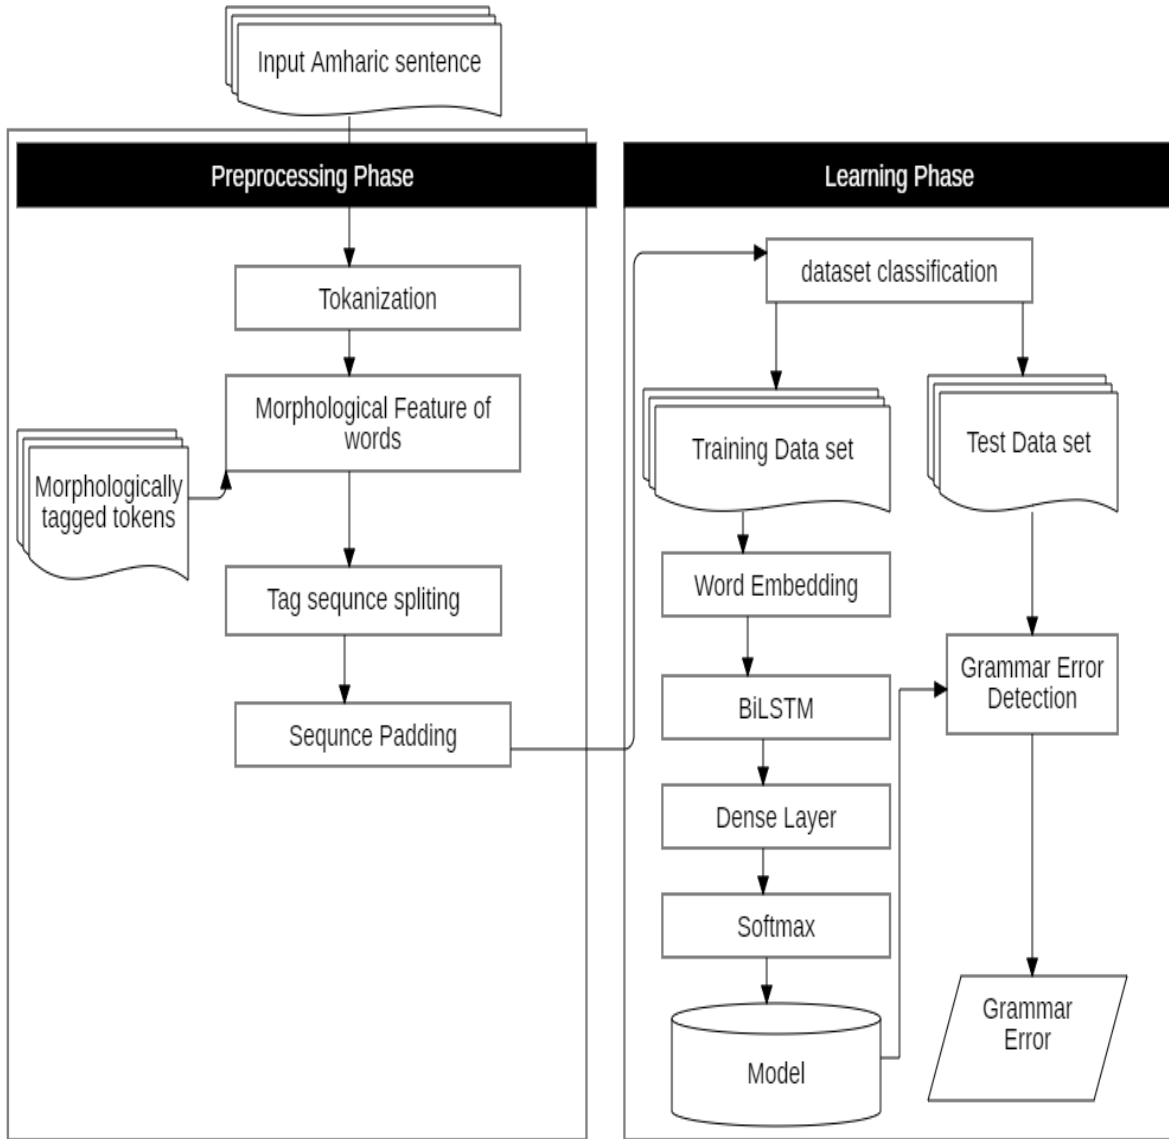 Input Amharic sentence
Preprocessing Phase
Tokanization
Morphological Feature of
words
Morphologically
tagged tokens
Tag sequnce spliting
Sequnce Padding
Learning Phase
dataset classification
Training Data set
Test Data set
Word Embedding
BiLSTM
Dense Layer
Softmax
Model
Grammar Error
Detection
Grammar
Error